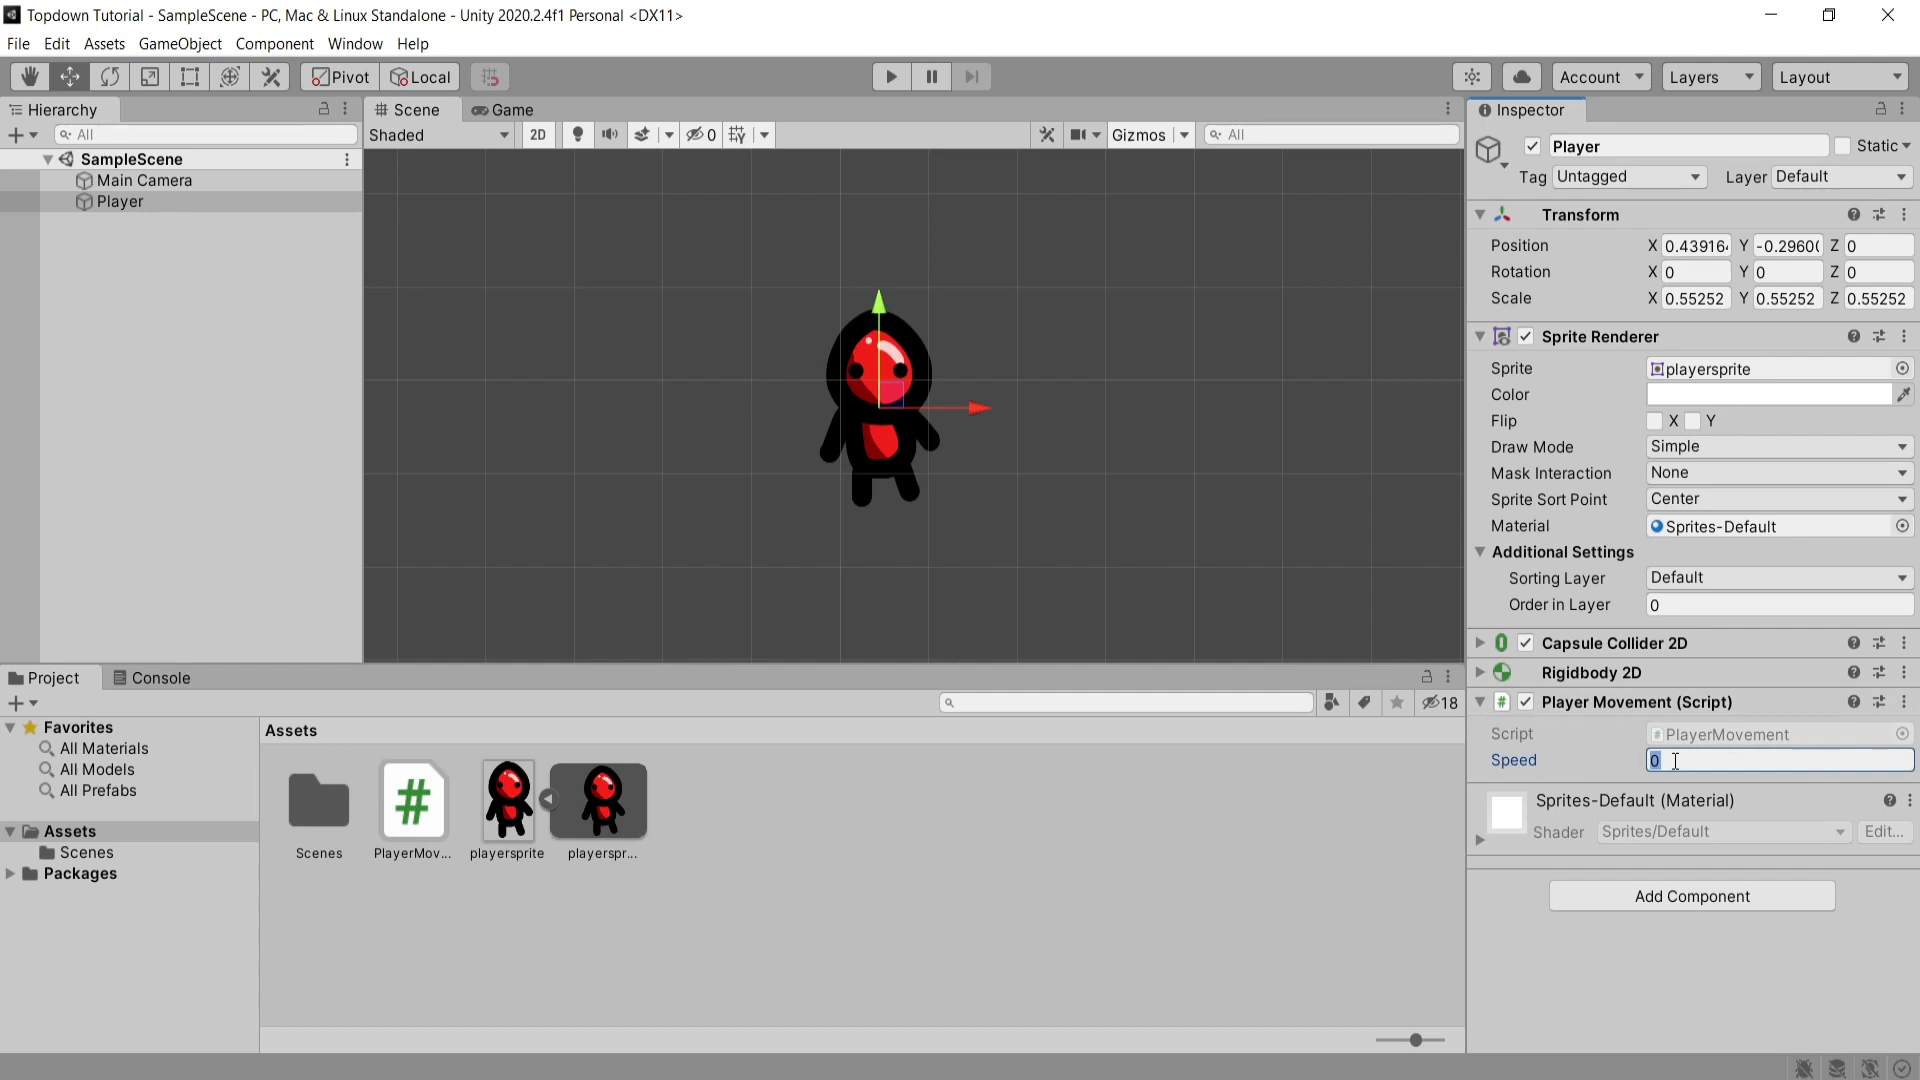 Topdown Tutorial - SampleScene - PC, Mac & Linux Standalone - Unity 2020.2.4f1 Personal <DX11>
File Edit Assets GameObject Component Window Help
Pivot Local Account Layers Layout
Hierarchy
All
SampleScene
Main Camera
Player
Scene Game
Shaded 2D 0 Gizmos All
Inspector
Player Static
Tag Untagged Layer Default
Transform
Position X 0.43916 Y -0.2960 Z 0
Rotation X 0 Y 0 Z 0
Scale X 0.55252 Y 0.55252 Z 0.55252
Sprite Renderer
Sprite playersprite
Color
Flip X Y
Draw Mode Simple
Mask Interaction None
Sprite Sort Point Center
Material Sprites-Default
Additional Settings
Sorting Layer Default
Order in Layer 0
Capsule Collider 2D
Rigidbody 2D
# Player Movement (Script)
Script # PlayerMovement
Speed 0
Sprites-Default (Material)
Shader Sprites/Default Edit...
Add Component
Project Console
18
Favorites
All Materials
All Models
All Prefabs
Assets
Scenes
Packages
Assets
#
Scenes PlayerMov... playersprite playerspr...